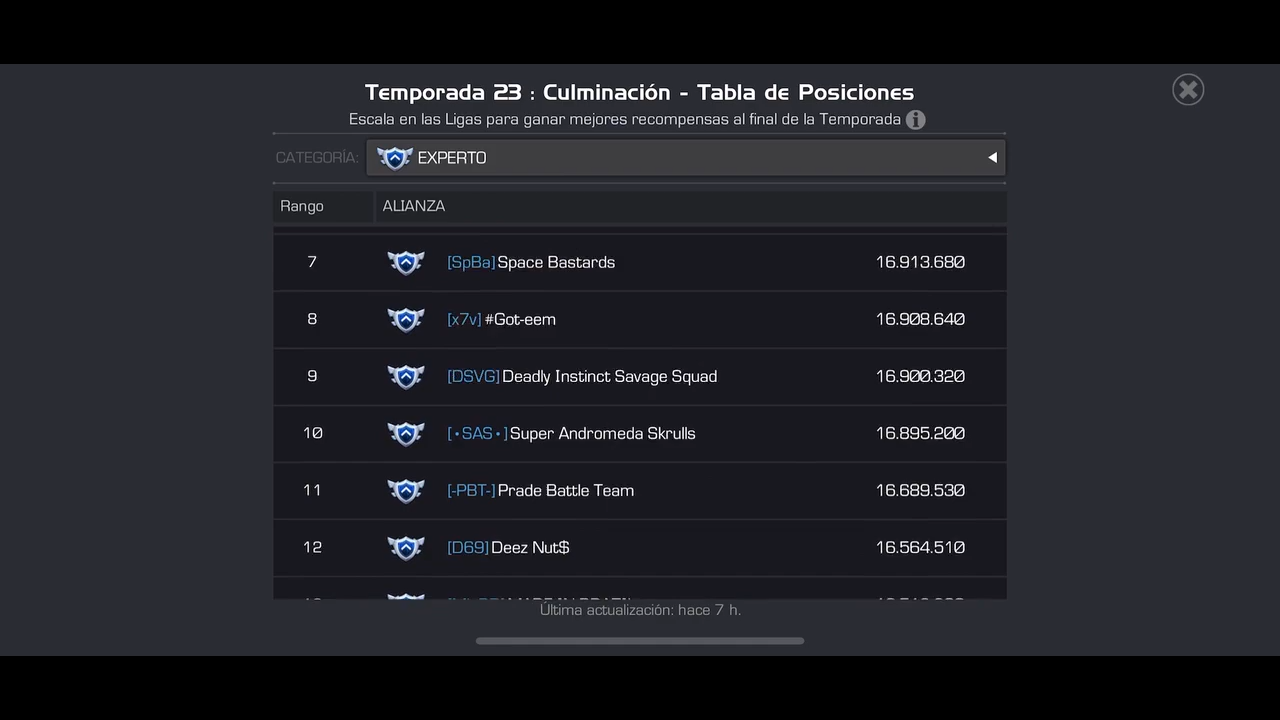 Temporada 23 : Culminación - Tabla de Posiciones
Escala en las Ligas para ganar mejores recompensas al final de la Temporada
CATEGORÍA: EXPERTO
Rango ALIANZA
7 [SpBa]Space Bastards 16.913.680
8 [x7v] #Got-eem 16.908.640
9 [DSVG]Deadly Instinct Savage Squad 16.900.320
10 [•SAS•]Super Andromeda Skrulls 16.895.200
11 [-PBT-]Prade Battle Team 16.689.530
12 [D69]Deez Nut$ 16.564.510
Última actualización: hace 7 h.